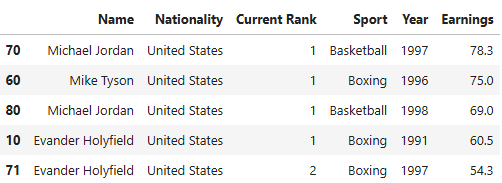 Name Nationality Current Rank Sport Year Earnings
70 Michael Jordan United States 1 Basketball 1997 78.3
60 Mike Tyson United States 1 Boxing 1996 75.0
80 Michael Jordan United States 1 Basketball 1998 69.0
10 Evander Holyfield United States 1 Boxing 1991 60.5
71 Evander Holyfield United States 2 Boxing 1997 54.3